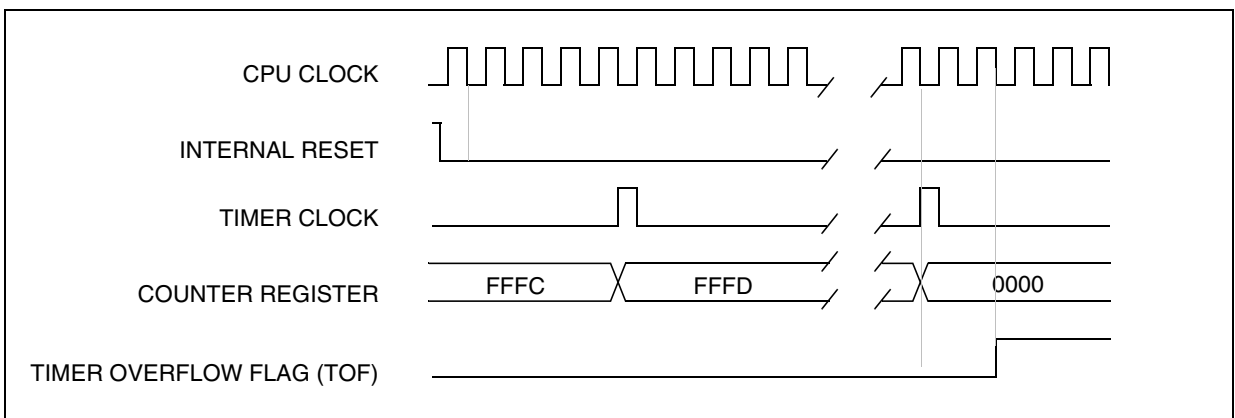 CPU CLOCK
INTERNAL RESET
TIMER CLOCK
COUNTER REGISTER FFFC FFFD 0000
TIMER OVERFLOW FLAG (TOF)